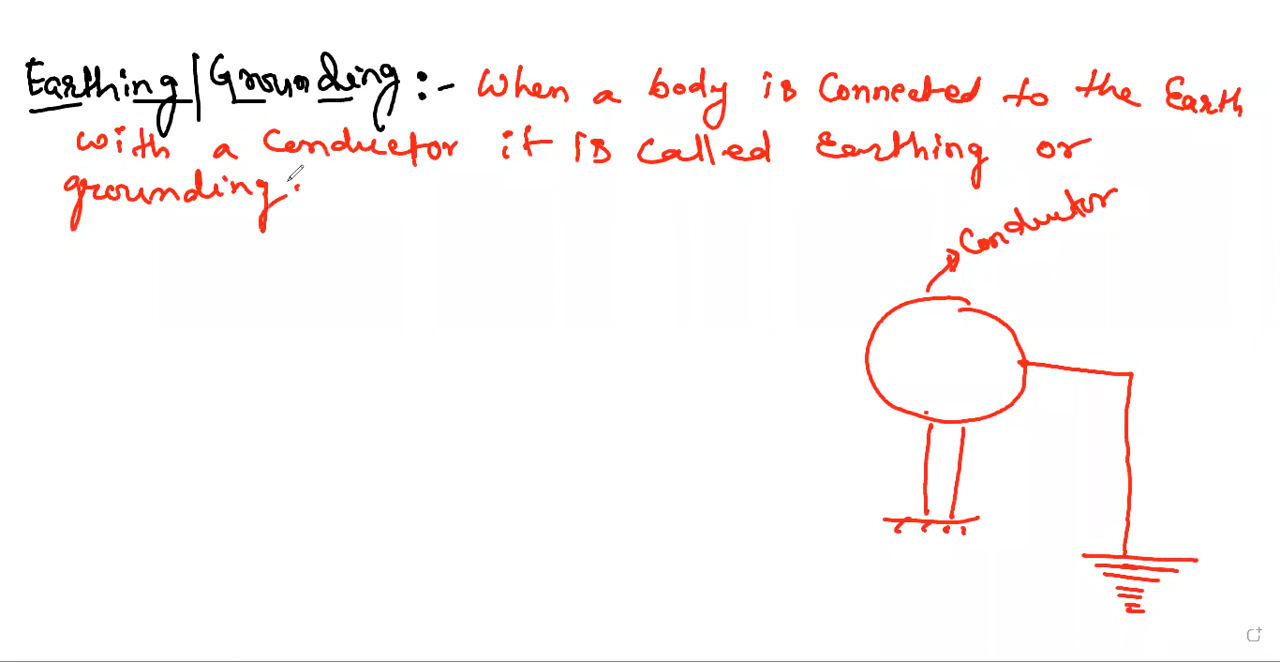 Earthing/Grounding:- When a body is Connected to the Earth
with a Conductor it is called Earthing or
grounding.
Conductor